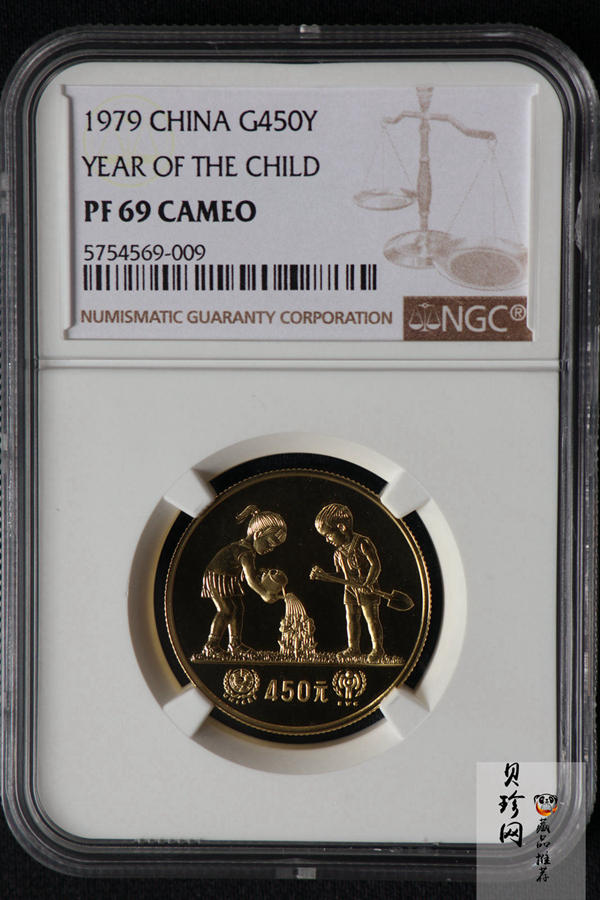 1979 CHINA G450Y
YEAR OF THE CHILD
PF 69 CAMEO
5754569-009
NUMISMATIC GUARANTY CORPORATION
NGC®
450元
贝珍网
藏品推荐